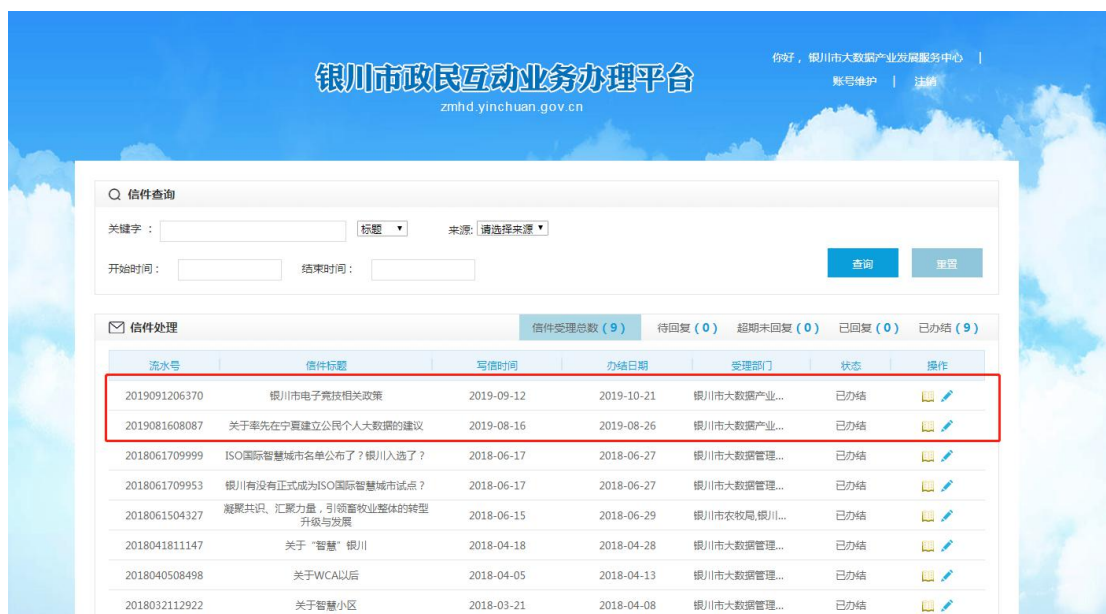 你好，银川市大数据产业发展服务中心 |
银川市政民互动业务办理平台
账号维护 | 注销
zmhd.yinchuan.gov.cn
信件查询
关键字 ： 标题 来源: 请选择来源
开始时间： 结束时间： 查询 重置
信件处理 信件受理总数 ( 9 ) 待回复 ( 0 ) 超期未回复 ( 0 ) 已回复 ( 0 ) 已办结 ( 9 )
流水号 信件标题 写信时间 办结日期 受理部门 状态 操作
2019091206370 银川市电子竞技相关政策 2019-09-12 2019-10-21 银川市大数据产业... 已办结
2019081608087 关于率先在宁夏建立公民个人大数据的建议 2019-08-16 2019-08-26 银川市大数据产业... 已办结
2018061709999 ISO国际智慧城市名单公布了？银川入选了？ 2018-06-17 2018-06-27 银川市大数据管理... 已办结
2018061709953 银川有没有正式成为ISO国际智慧城市试点？ 2018-06-17 2018-06-27 银川市大数据管理... 已办结
2018061504327 凝聚共识、汇聚力量，引领畜牧业整体的转型升级与发展 2018-06-15 2018-06-29 银川市农牧局,银川... 已办结
2018041811147 关于“智慧”银川 2018-04-18 2018-04-28 银川市大数据管理... 已办结
2018040508498 关于WCA以后 2018-04-05 2018-04-13 银川市大数据管理... 已办结
2018032112922 关于智慧小区 2018-03-21 2018-04-08 银川市大数据管理... 已办结